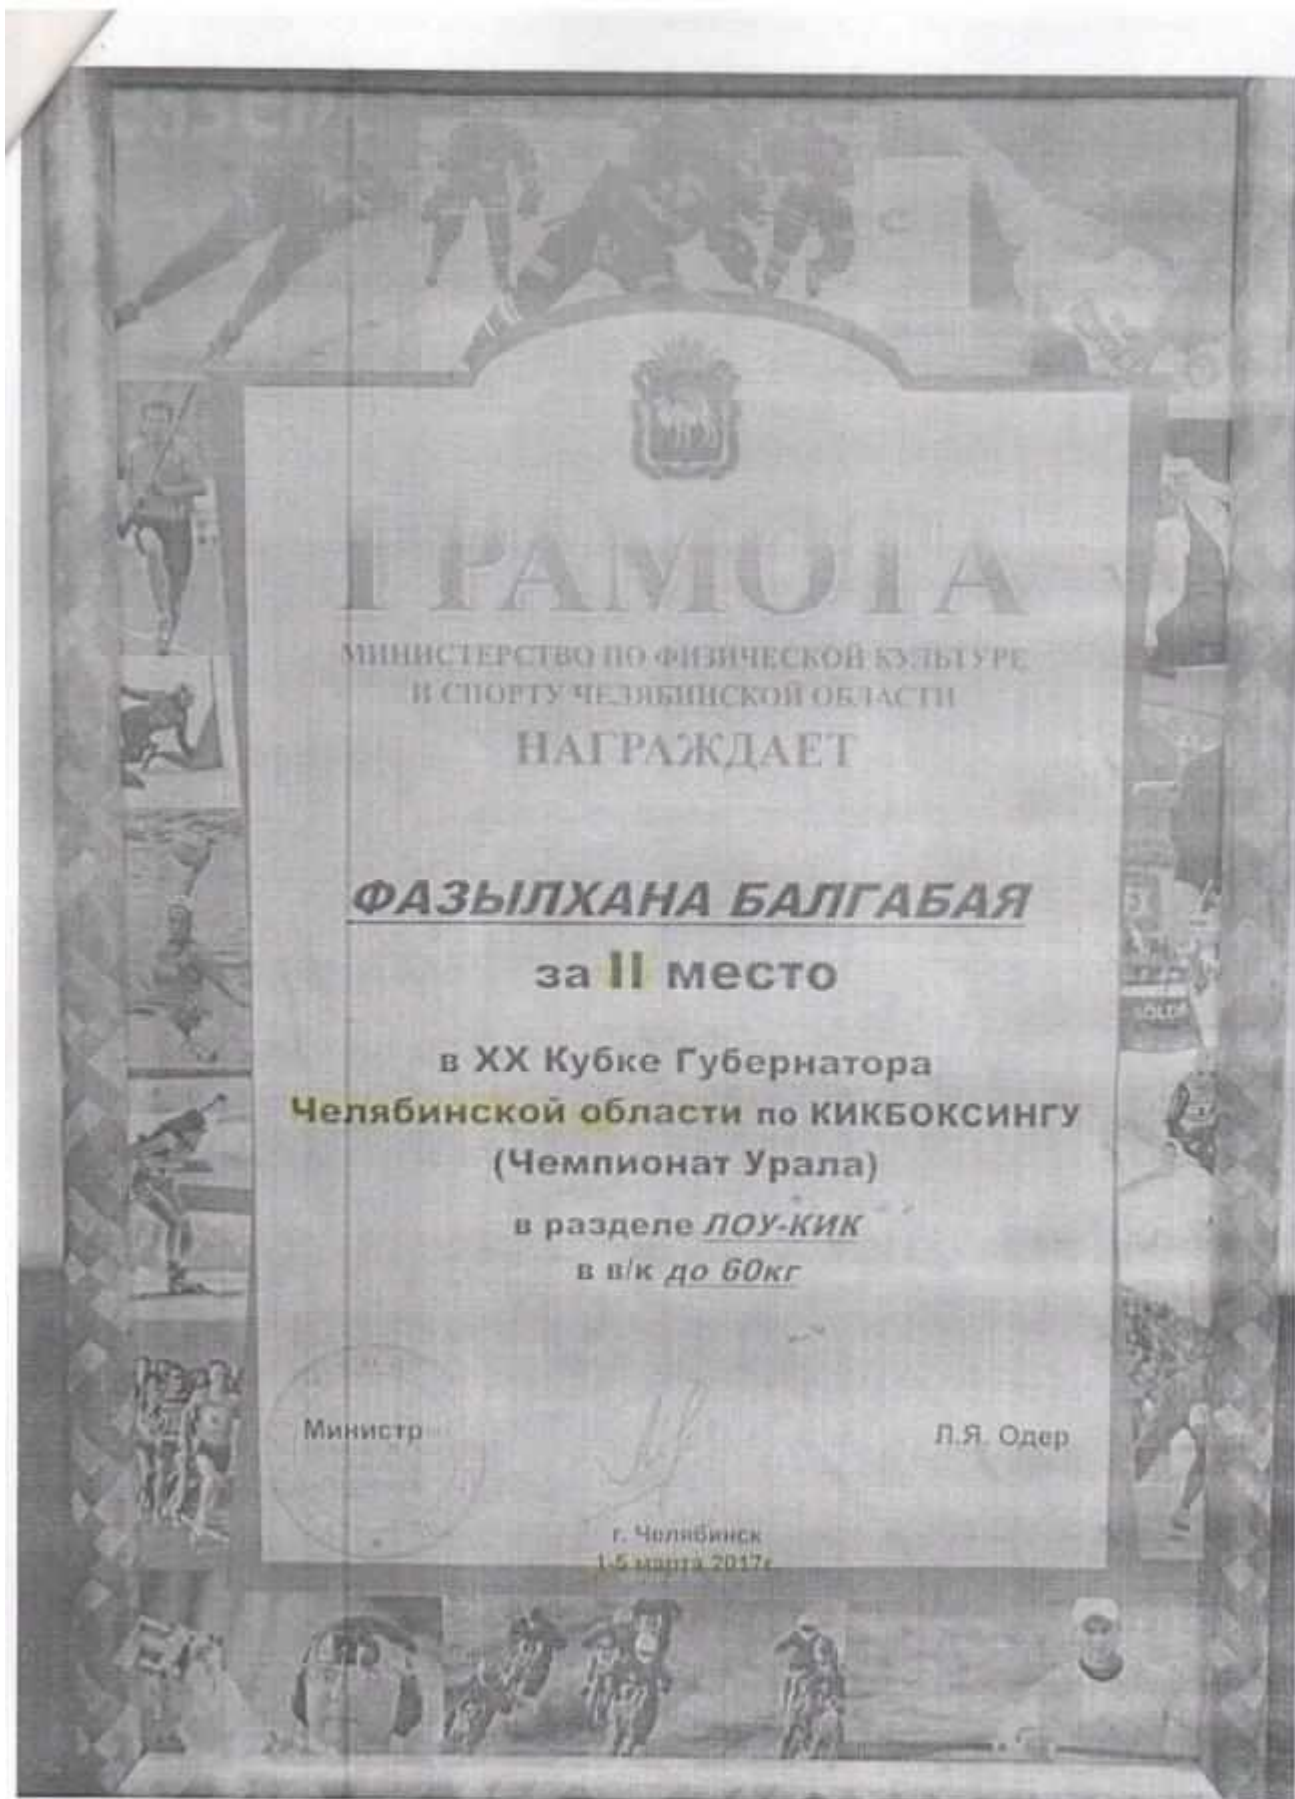 ГРАМОТА
МИНИСТЕРСТВО ПО ФИЗИЧЕСКОЙ КУЛЬТУРЕ
И СПОРТУ ЧЕЛЯБИНСКОЙ ОБЛАСТИ
НАГРАЖДАЕТ
ФАЗЫЛХАНА БАЛГАБАЯ
за II место
в XX Кубке Губернатора
Челябинской области по КИКБОКСИНГУ
(Чемпионат Урала)
в разделе ЛОУ-КИК
в в/к до 60кг
Министр
Л.Я. Одер
г. Челябинск
1-5 марта 2017г